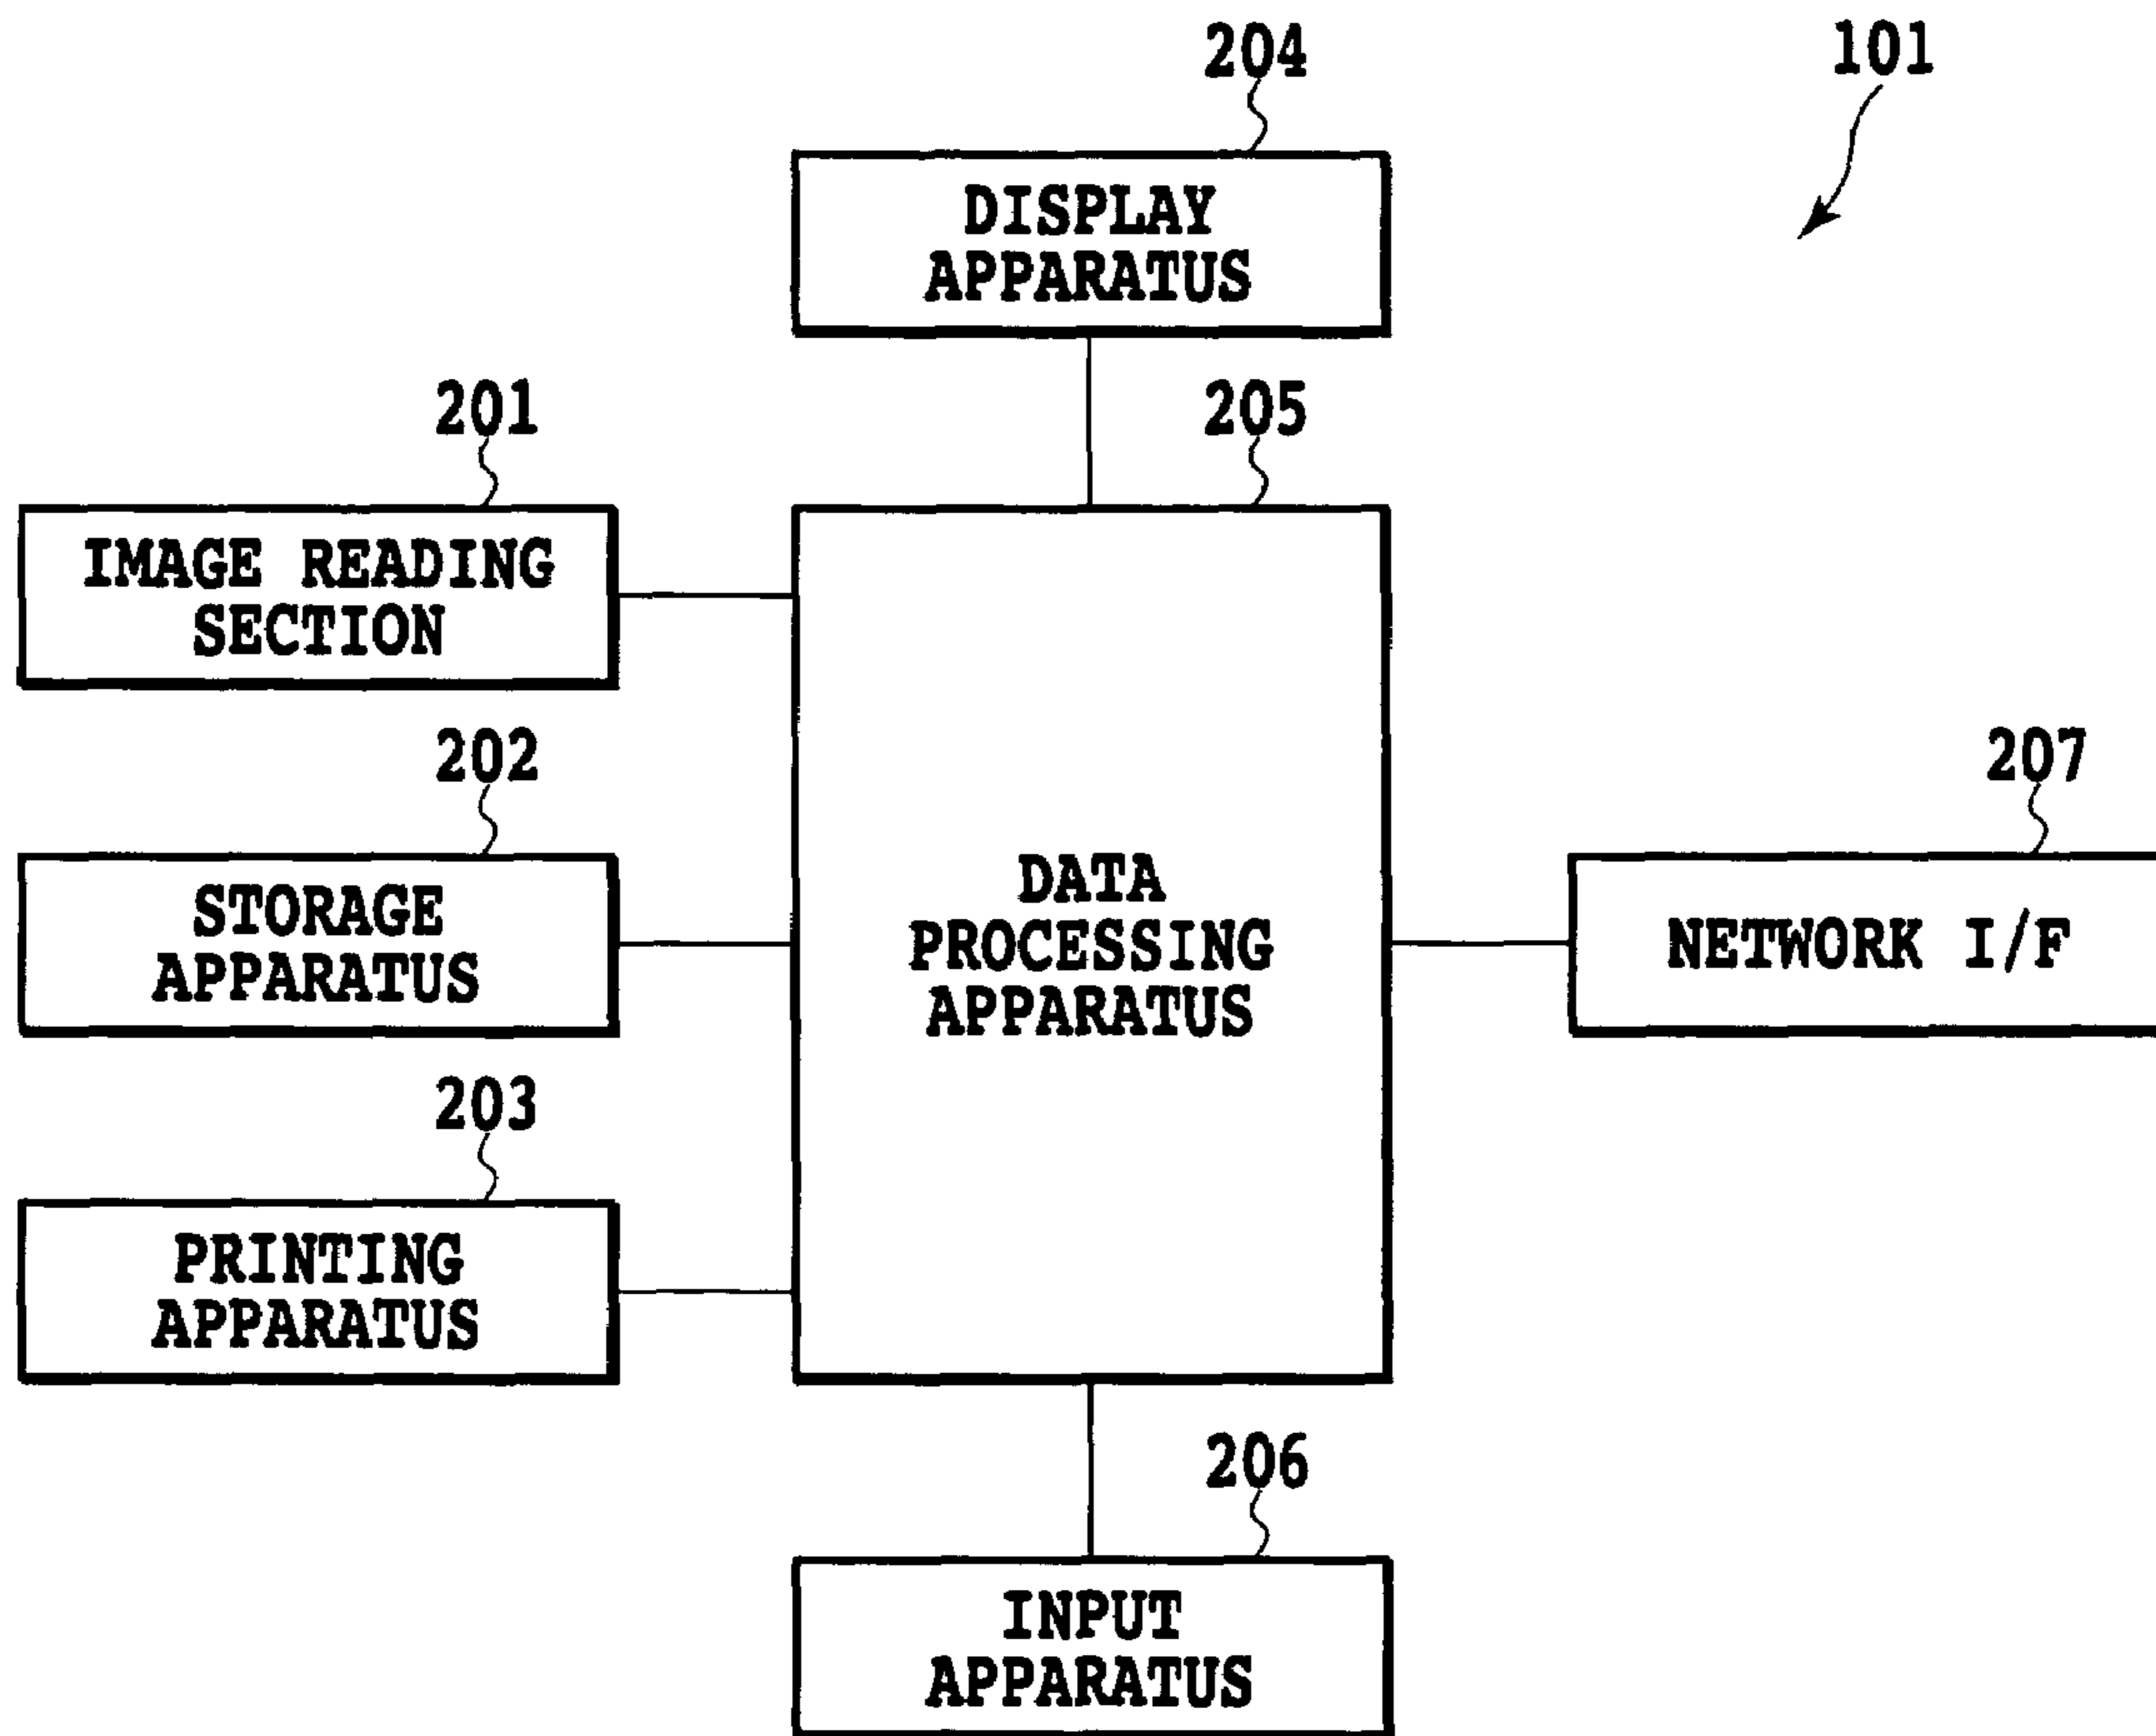 204
101
DISPLAY
APPARATUS
201
205
IMAGE READING
SECTION
202
207
STORAGE
APPARATUS
DATA
PROCESSING
APPARATUS
NETWORK I/F
203
PRINTING
APPARATUS
206
INPUT
APPARATUS